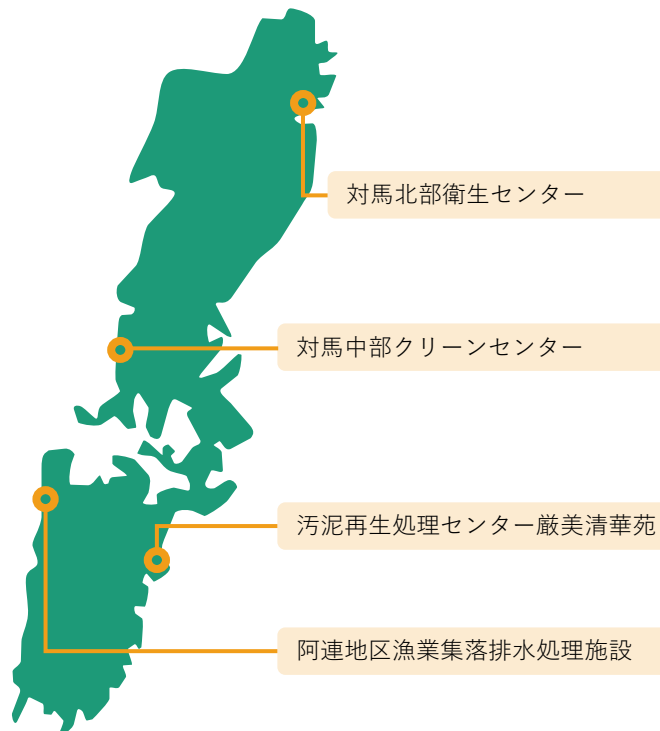 対馬北部衛生センター
対馬中部クリーンセンター
汚泥再生処理センター厳美清華苑
阿連地区漁業集落排水処理施設